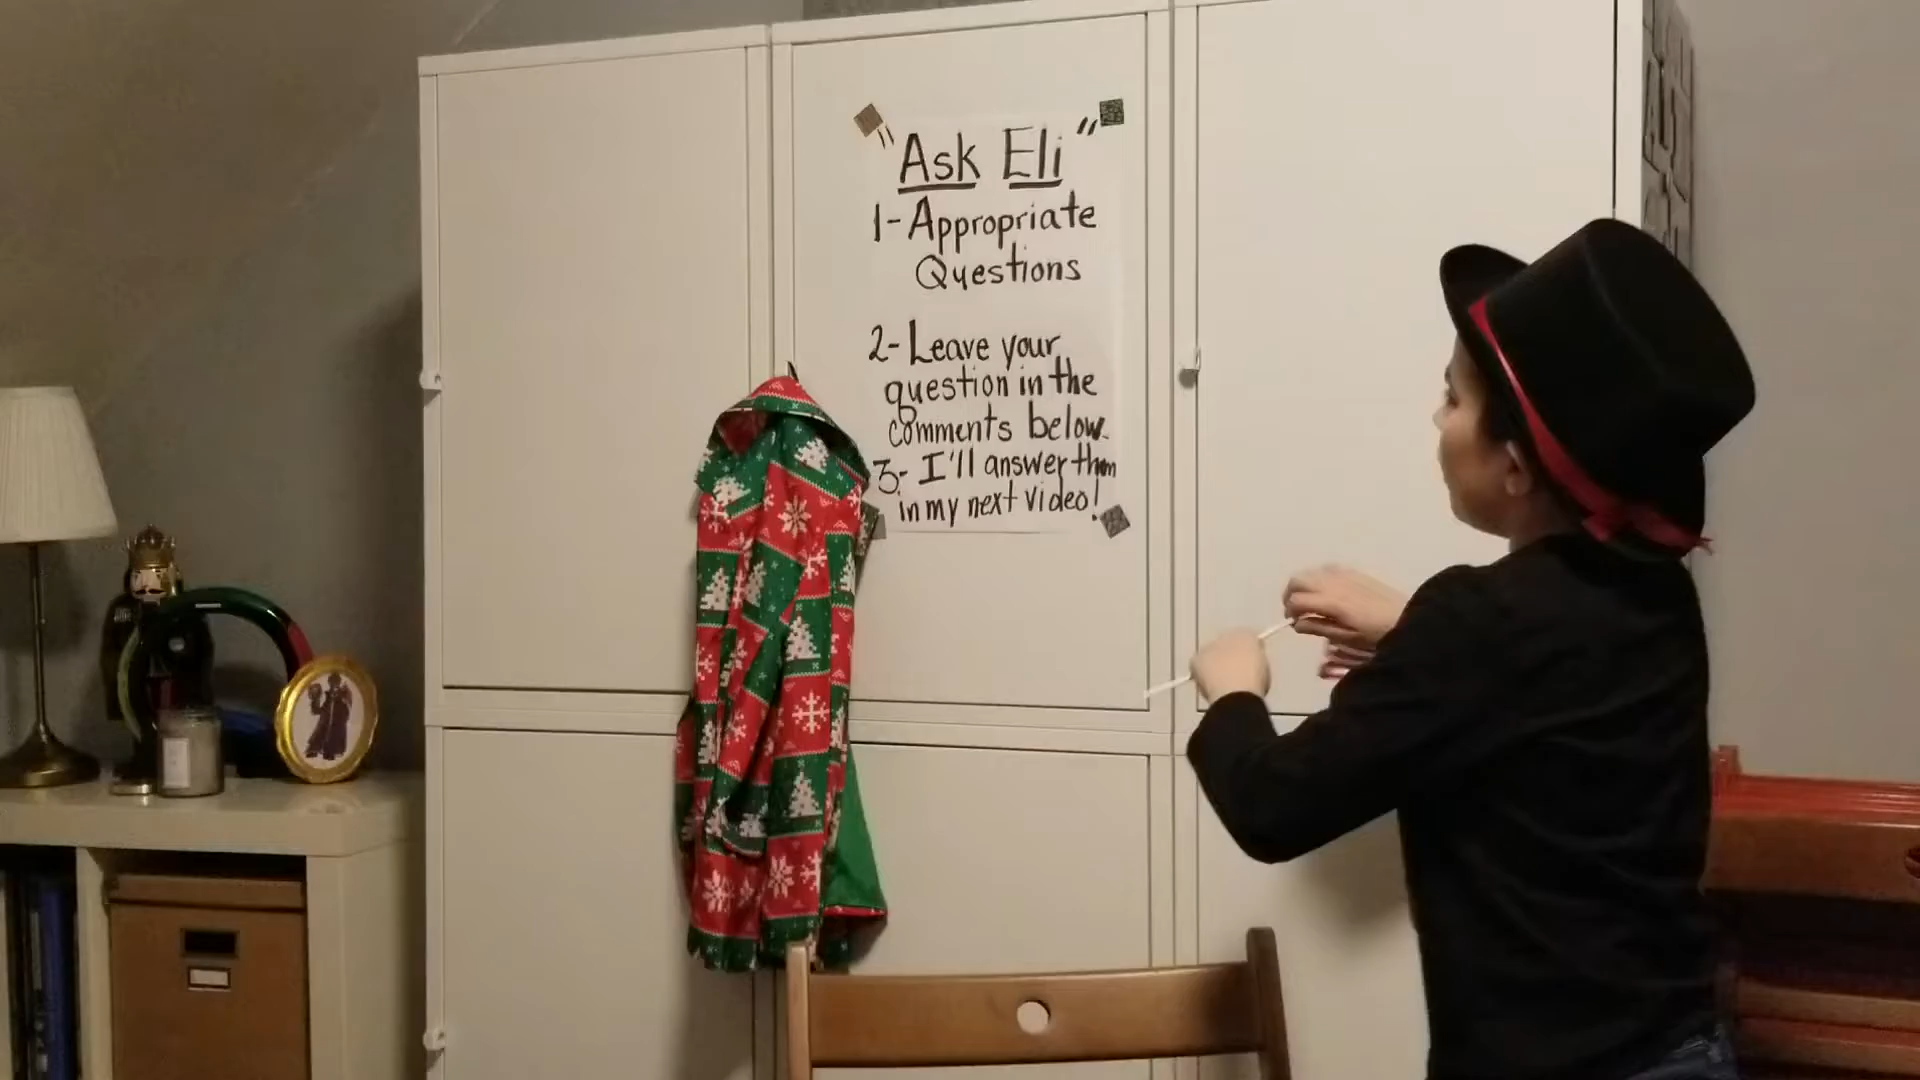 "Ask Eli"
1- Appropriate
Questions
2- Leave your
question in the
comments below.
3- I'll answer them
in my next video!